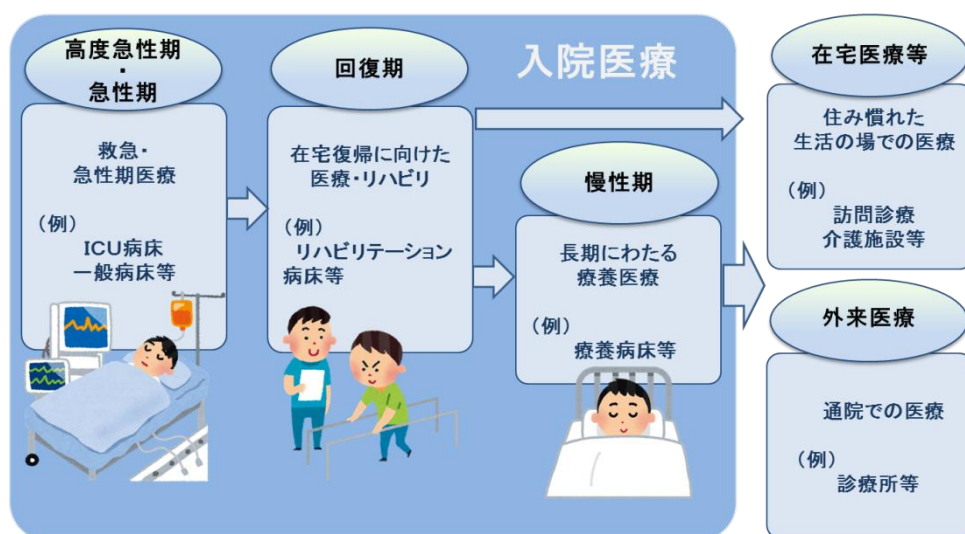 入院医療
高度急性期
・
急性期
救急・
急性期医療
（例）
ICU病床
一般病床等
回復期
在宅復帰に向けた
医療・リハビリ
（例）
リハビリテーション
病床等
慢性期
長期にわたる
療養医療
（例）
療養病床等
在宅医療等
住み慣れた
生活の場での医療
（例）
訪問診療
介護施設等
外来医療
通院での医療
（例）
診療所等